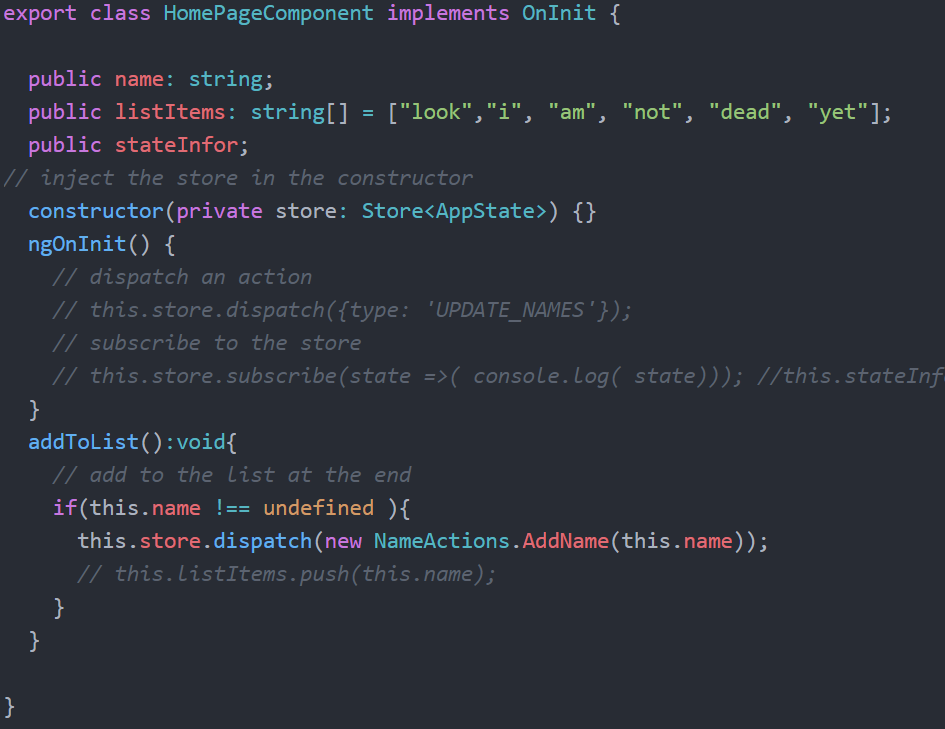 export class HomePageComponent implements OnInit {
public name: string;
public listItems: string[] = ["look","i", "am", "not", "dead", "yet"];
public stateInfor;
// inject the store in the constructor
constructor(private store: Store<AppState>) {}
ngOnInit() {
// dispatch an action
// this.store.dispatch({type: 'UPDATE_NAMES'});
// subscribe to the store
// this.store.subscribe(state =>( console.log( state))); //this.stateInf
}
addToList():void{
// add to the list at the end
if(this.name !== undefined ){
this.store.dispatch(new NameActions.AddName(this.name));
// this.listItems.push(this.name);
}
}
}